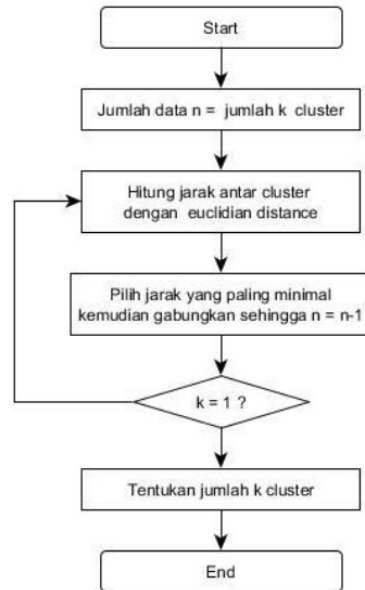 Start
Jumlah data n = jumlah k cluster
Hitung jarak antar cluster
dengan euclidian distance
Pilih jarak yang paling minimal
kemudian gabungkan sehingga n = n-1
k = 1 ?
Tentukan jumlah k cluster
End